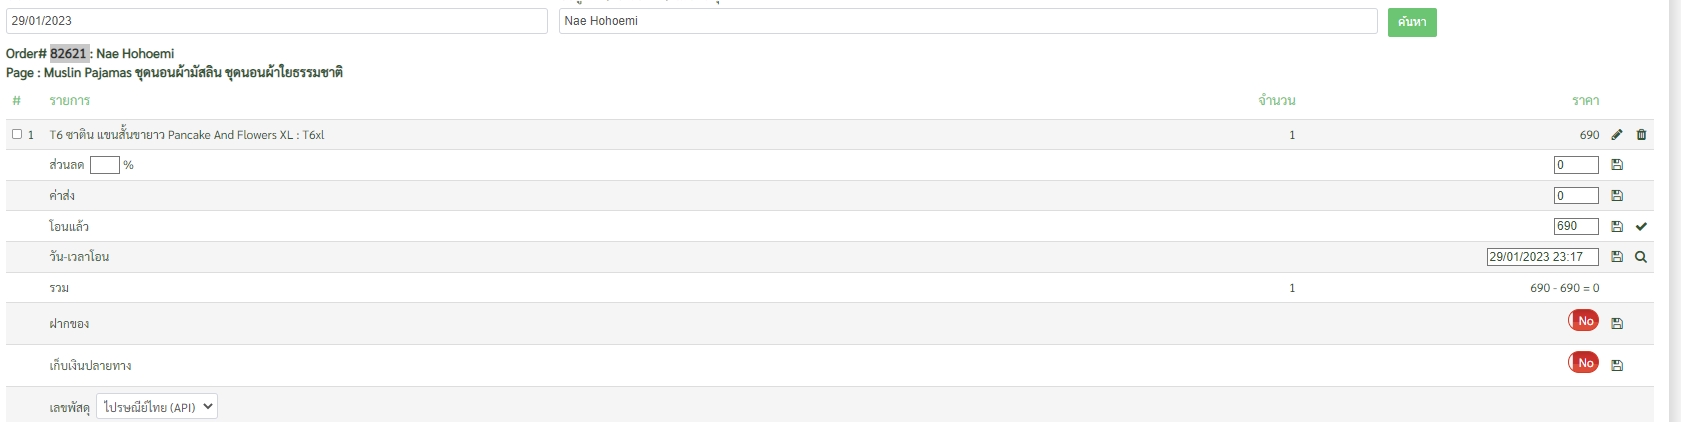 29/01/2023 Nae Hohoemi ค้นหา
Order# 82621 : Nae Hohoemi
Page : Muslin Pajamas ชุดนอนผ้ามัสลิน ชุดนอนผ้าใยธรรมชาติ
# รายการ จำนวน ราคา
1 T6 ซาติน แขนสั้นขายาว Pancake And Flowers XL : T6xl 1 690
ส่วนลด % 0
ค่าส่ง 0
โอนแล้ว 690
วัน-เวลาโอน 29/01/2023 23:17
รวม 1 690 - 690 = 0
ฝากของ No
เก็บเงินปลายทาง No
เลขพัสดุ ไปรษณีย์ไทย (API)